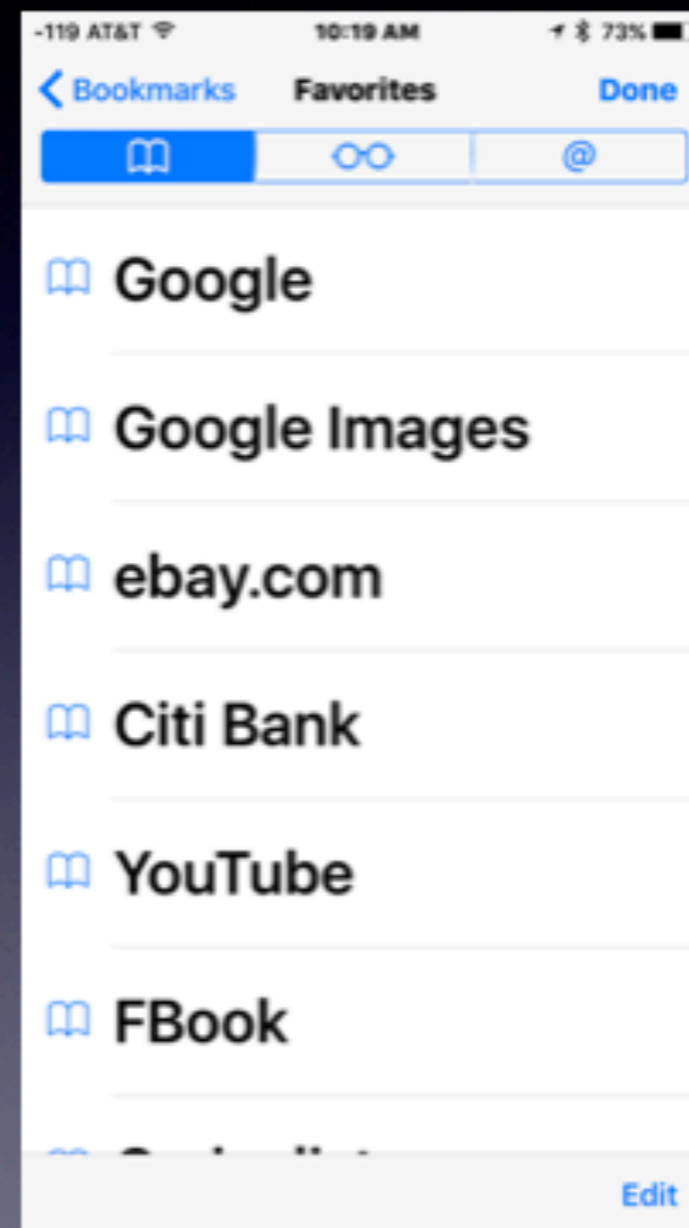 -119 AT&T 10:19 AM 73%
Bookmarks Favorites Done
@
Google
Google Images
ebay.com
Citi Bank
YouTube
FBook
Edit